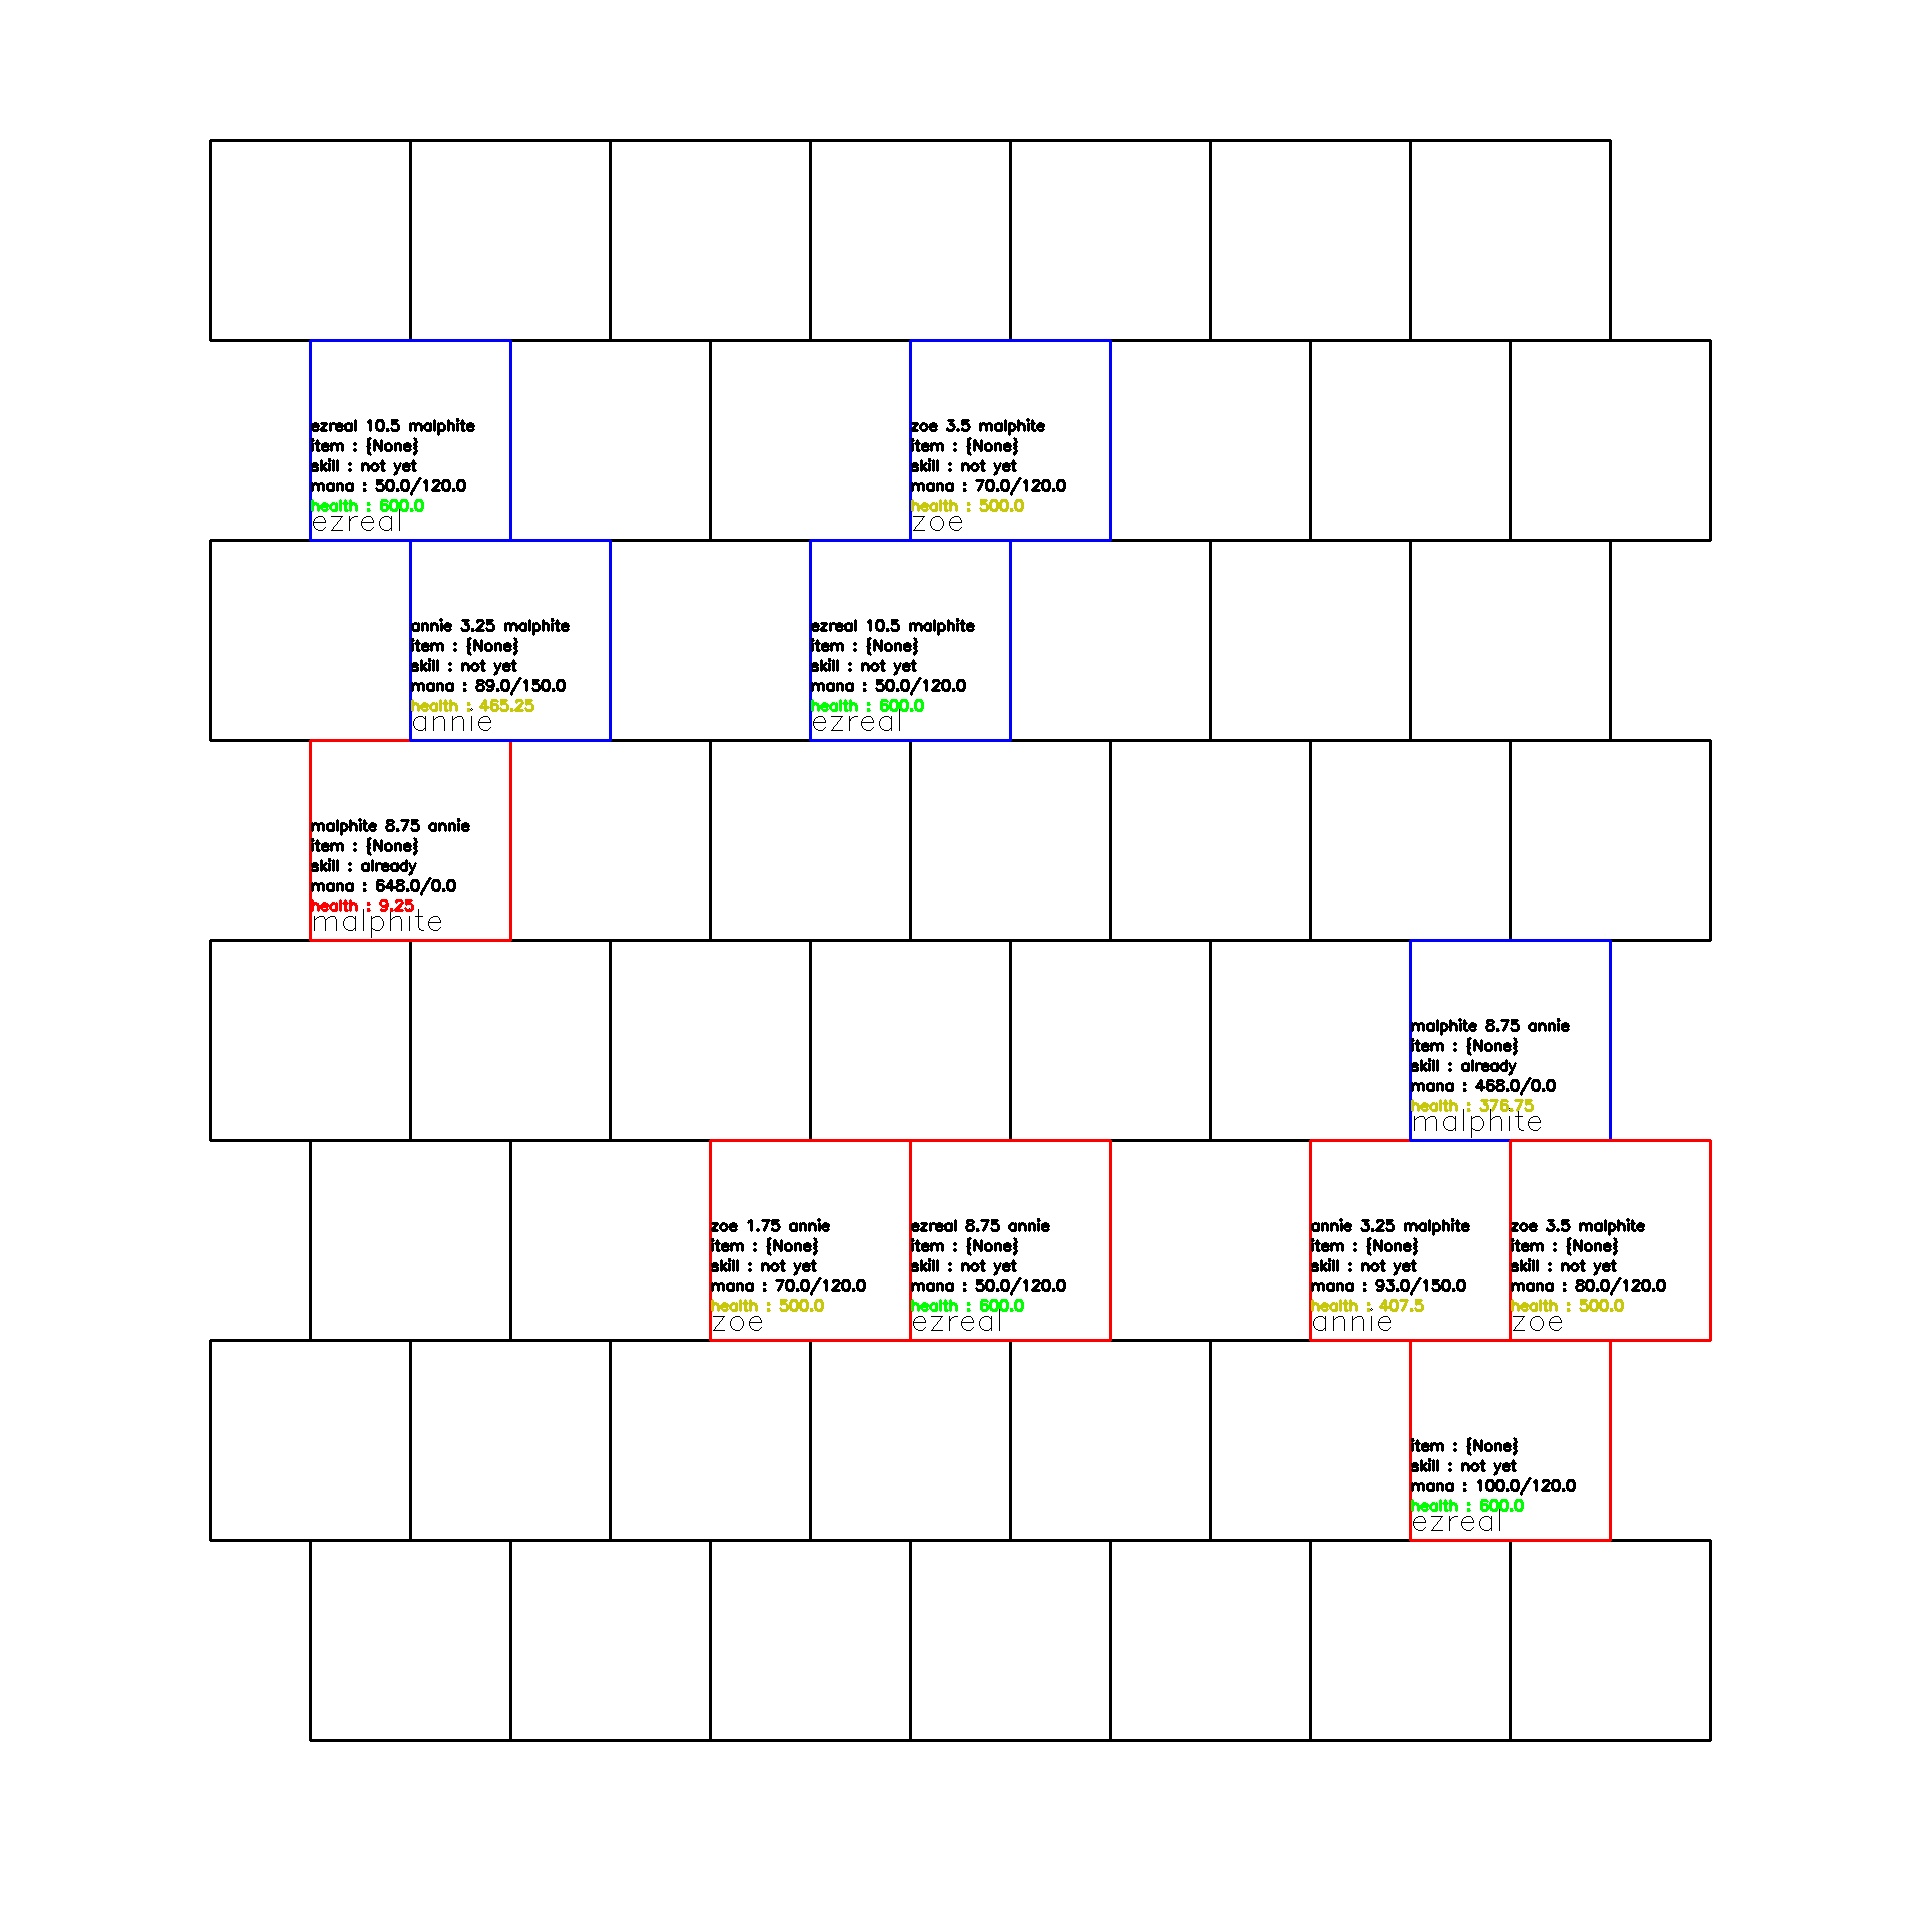 ezreal 10.5 malphite
item : {None}
skill : not yet
mana : 50.0/120.0
health : 600.0
ezreal
zoe 3.5 malphite
item : {None}
skill : not yet
mana : 70.0/120.0
health : 500.0
zoe
annie 3.25 malphite
item : {None}
skill : not yet
mana : 89.0/150.0
health : 465.25
annie
ezreal 10.5 malphite
item : {None}
skill : not yet
mana : 50.0/120.0
health : 600.0
ezreal
malphite 8.75 annie
item : {None}
skill : already
mana : 648.0/0.0
health : 9.25
malphite
malphite 8.75 annie
item : {None}
skill : already
mana : 468.0/0.0
health : 376.75
malphite
zoe 1.75 annie
item : {None}
skill : not yet
mana : 70.0/120.0
health : 500.0
zoe
ezreal 8.75 annie
item : {None}
skill : not yet
mana : 50.0/120.0
health : 600.0
ezreal
annie 3.25 malphite
item : {None}
skill : not yet
mana : 93.0/150.0
health : 407.5
annie
zoe 3.5 malphite
item : {None}
skill : not yet
mana : 80.0/120.0
health : 500.0
zoe
item : {None}
skill : not yet
mana : 100.0/120.0
health : 600.0
ezreal